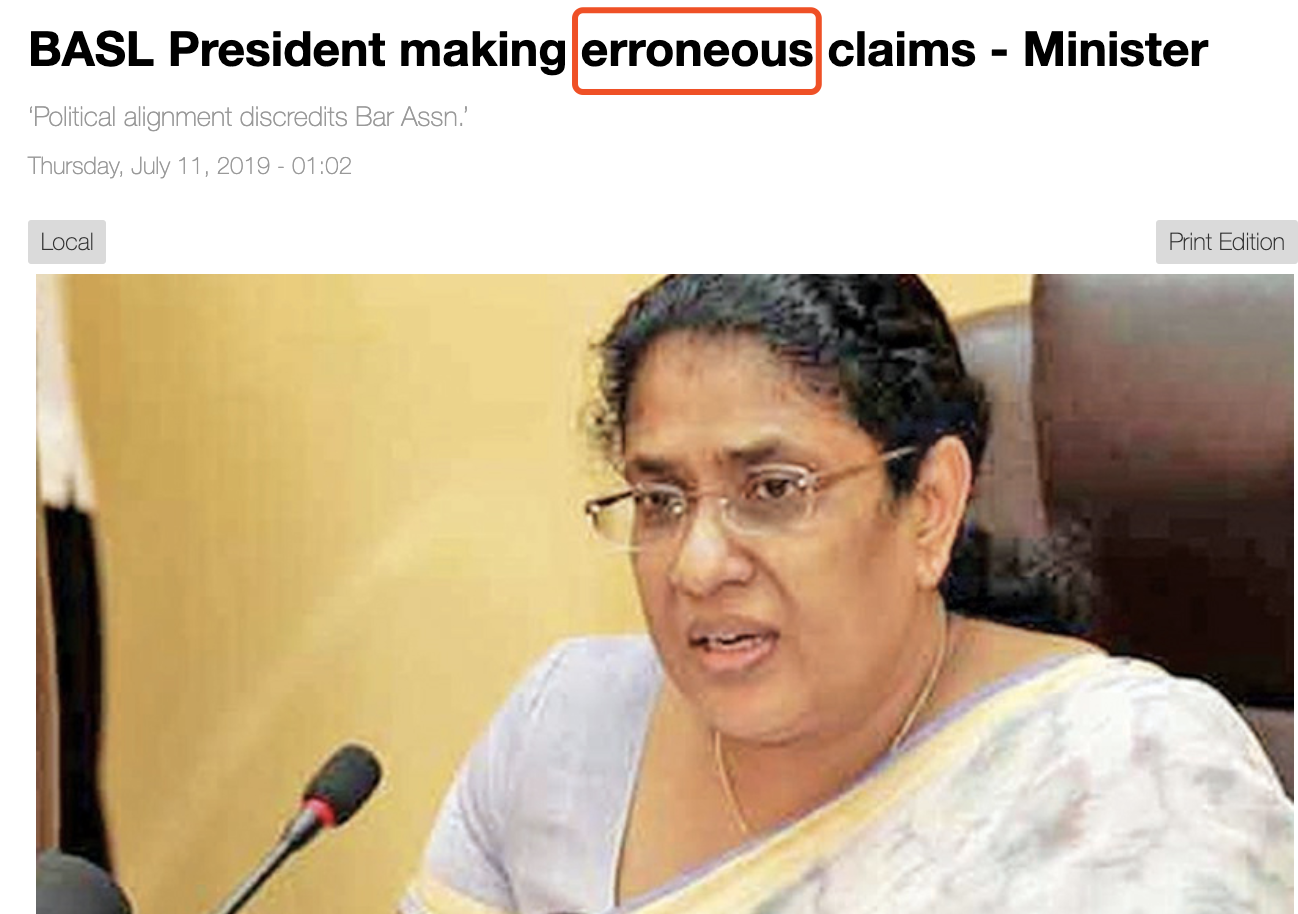 BASL President making erroneous claims - Minister
‘Political alignment discredits Bar Assn.’
Thursday, July 11, 2019 - 01:02
Local
Print Edition